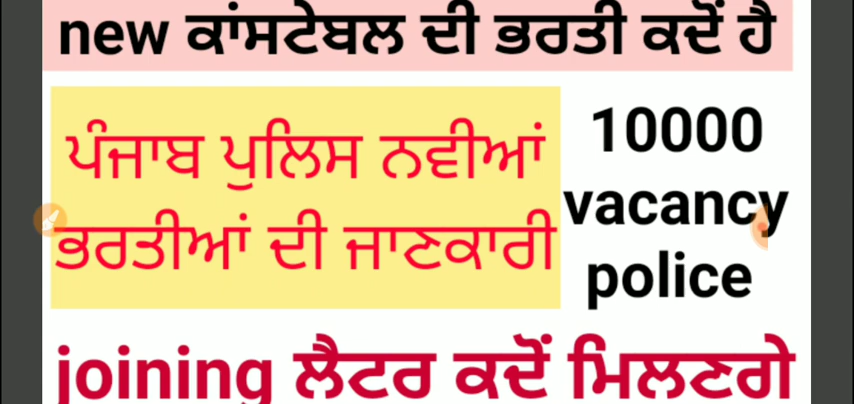 new ਕਾਂਸਟੇਬਲ ਦੀ ਭਰਤੀ ਕਦੋਂ ਹੈ
ਪੰਜਾਬ ਪੁਲਿਸ ਨਵੀਆਂ
ਭਰਤੀਆਂ ਦੀ ਜਾਣਕਾਰੀ
10000
vacancy
police
joining ਲੈਟਰ ਕਦੋਂ ਮਿਲਣਗੇ